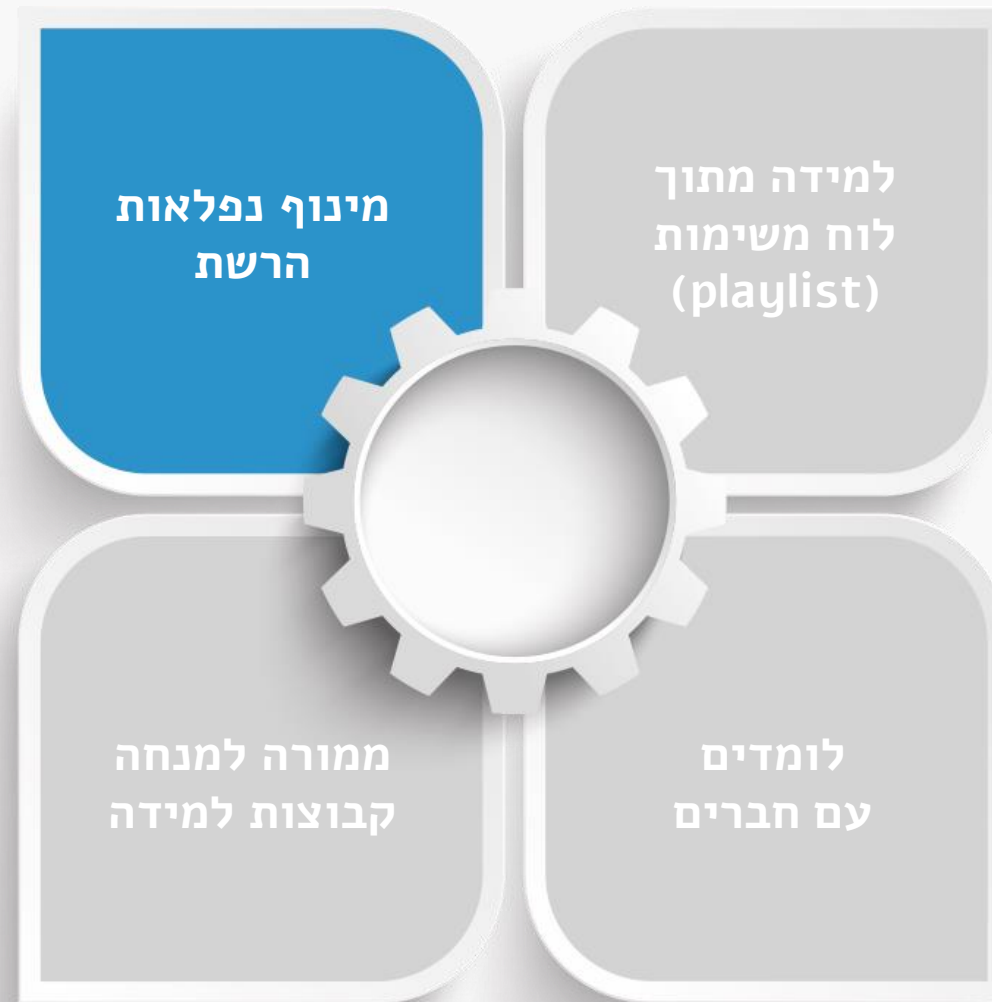 למידה מתוך
לוח משימות
(playlist)
מינוף נפלאות
הרשת
לומדים
עם חברים
ממורה למנחה
קבוצות למידה